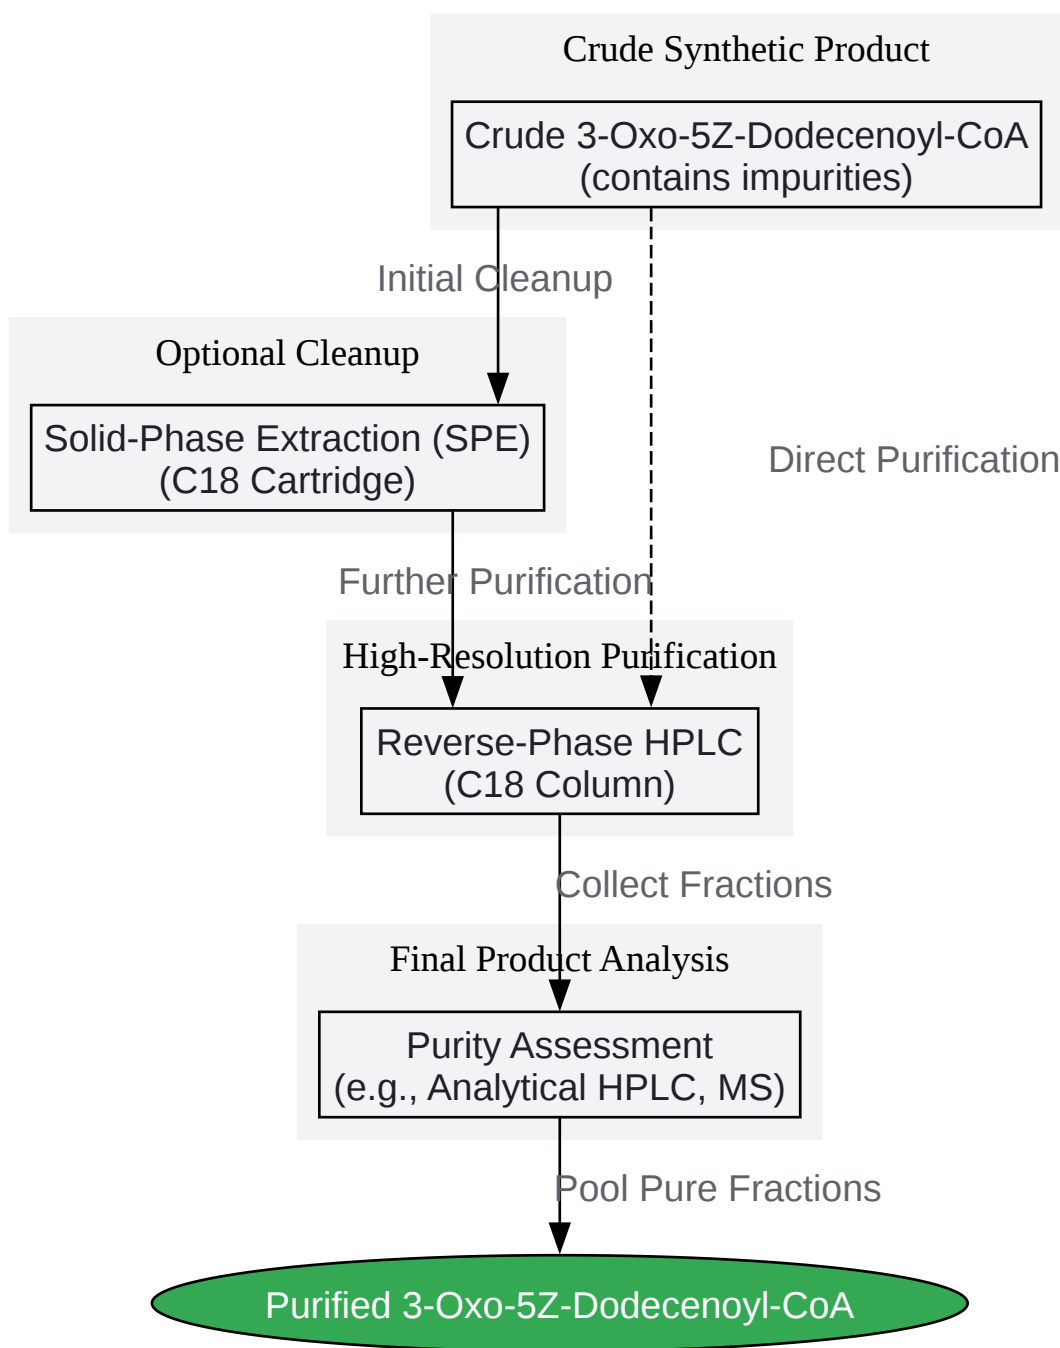 Crude Synthetic Product
Crude 3-Oxo-5Z-Dodecenoyl-CoA
(contains impurities)
Initial Cleanup
Optional Cleanup
Solid-Phase Extraction (SPE)
(C18 Cartridge)
Direct Purification
Further Purification
High-Resolution Purification
Reverse-Phase HPLC
(C18 Column)
Collect Fractions
Final Product Analysis
Purity Assessment
(e.g., Analytical HPLC, MS)
Pool Pure Fractions
Purified 3-Oxo-5Z-Dodecenoyl-CoA